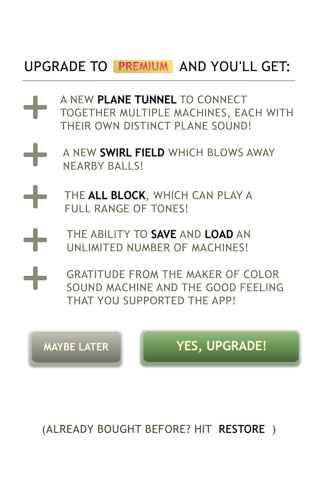 UPGRADE TO PREMIUM AND YOU'LL GET:
A NEW PLANE TUNNEL TO CONNECT
TOGETHER MULTIPLE MACHINES, EACH WITH
THEIR OWN DISTINCT PLANE SOUND!
A NEW SWIRL FIELD WHICH BLOWS AWAY
NEARBY BALLS!
THE ALL BLOCK, WHICH CAN PLAY A
FULL RANGE OF TONES!
THE ABILITY TO SAVE AND LOAD AN
UNLIMITED NUMBER OF MACHINES!
GRATITUDE FROM THE MAKER OF COLOR
SOUND MACHINE AND THE GOOD FEELING
THAT YOU SUPPORTED THE APP!
MAYBE LATER
YES, UPGRADE!
(ALREADY BOUGHT BEFORE? HIT RESTORE )